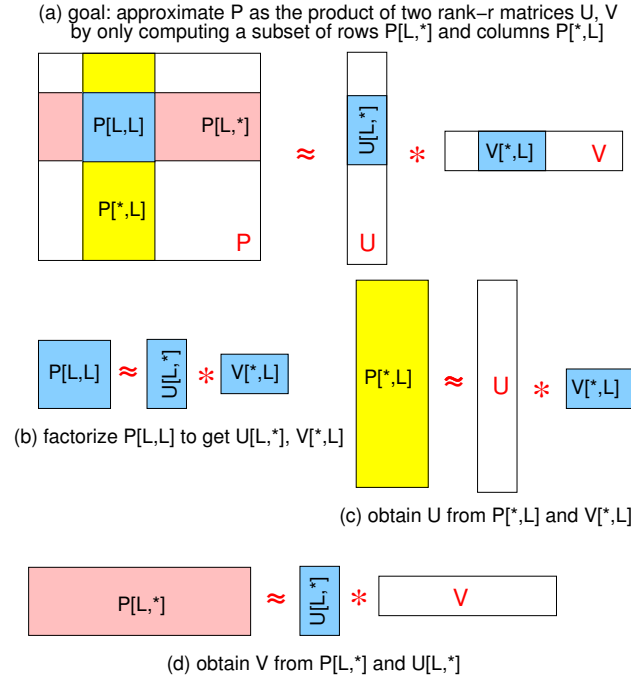 (a) goal: approximate P as the product of two rank−r matrices U, V
by only computing a subset of rows P[L,*] and columns P[*,L]
P[L,L]
P[L,*]
P[*,L]
P
≈
U[L,*]
U
*
V[*,L]
V
P[L,L]
≈
U[L,*]
*
V[*,L]
(b) factorize P[L,L] to get U[L,*], V[*,L]
P[*,L]
≈
U
*
V[*,L]
(c) obtain U from P[*,L] and V[*,L]
P[L,*]
≈
U[L,*]
*
V
(d) obtain V from P[L,*] and U[L,*]